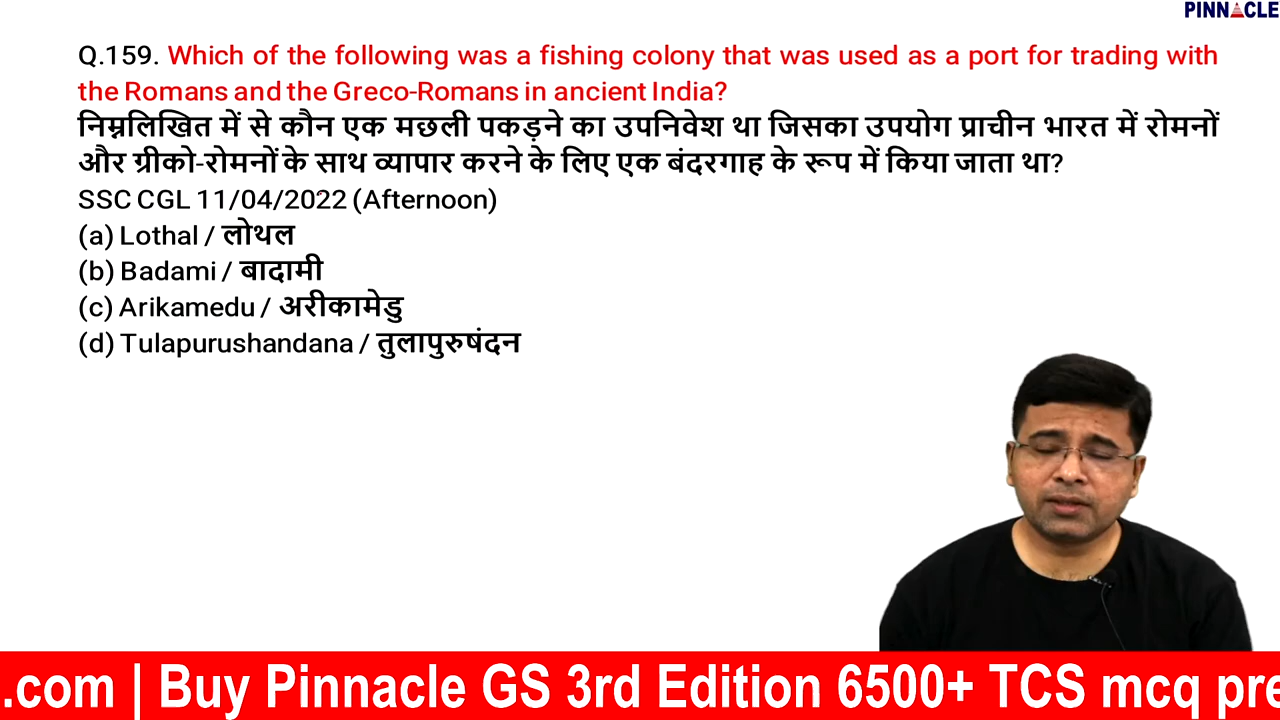 PINNACLE
Q.159. Which of the following was a fishing colony that was used as a port for trading with
the Romans and the Greco-Romans in ancient India?
निम्नलिखित में से कौन एक मछली पकड़ने का उपनिवेश था जिसका उपयोग प्राचीन भारत में रोमनों
और ग्रीको-रोमनों के साथ व्यापार करने के लिए एक बंदरगाह के रूप में किया जाता था?
SSC CGL 11/04/2022 (Afternoon)
(a) Lothal / लोथल
(b) Badami / बादामी
(c) Arikamedu / अरीकामेडु
(d) Tulapurushandana / तुलापुरुषंदन
.com | Buy Pinnacle GS 3rd Edition 6500+ TCS mcq pre